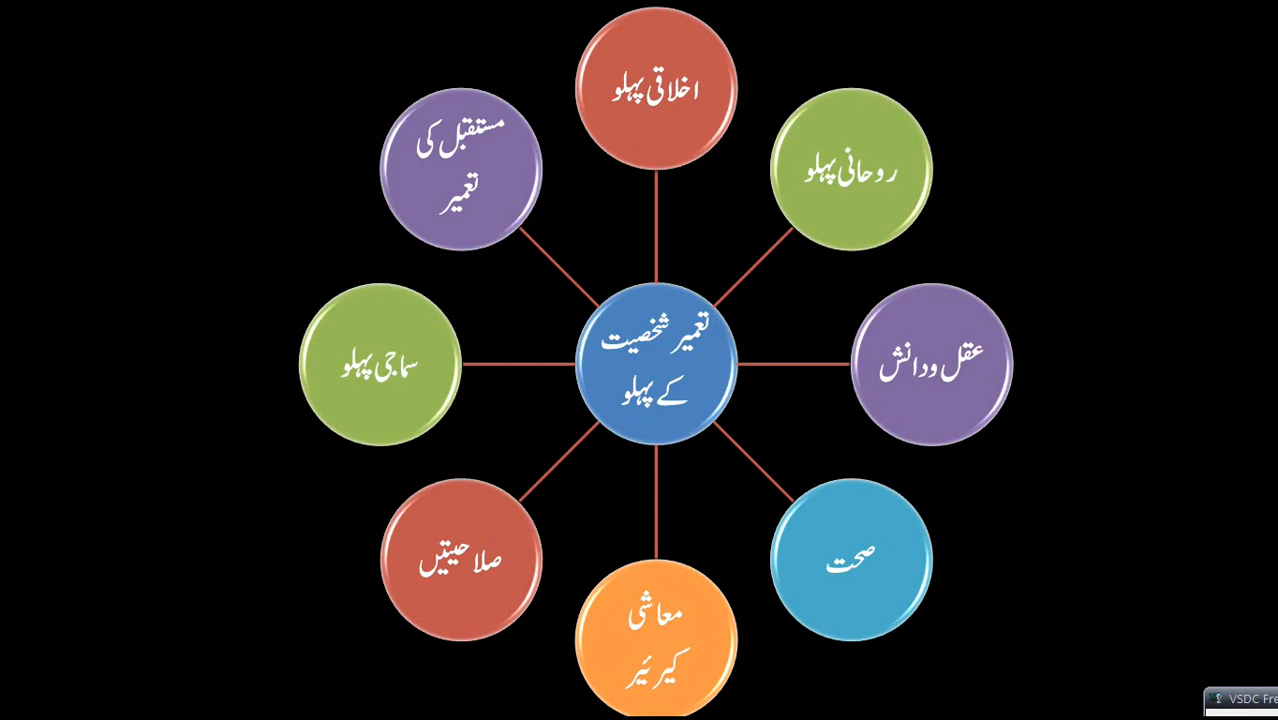 اخلاقی پہلو
روحانی پہلو
عقل ودانش
صحت
معاشی
کیرئیر
صلاحیتیں
سماجی پہلو
مستقبل کی
تعمیر
تعمیر شخصیت
کے پہلو
VSDC Fre